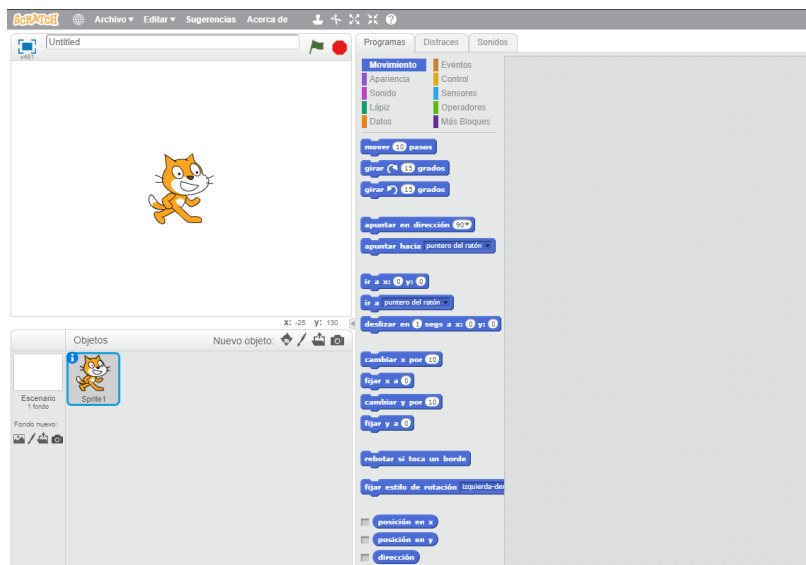 SCRATCH Archivo Editar Sugerencias Acerca de
Untitled
v461
Programas Disfraces Sonidos
Movimiento Eventos
Apariencia Control
Sonido Sensores
Lápiz Operadores
Datos Más Bloques
mover 10 pasos
girar 15 grados
girar 15 grados
apuntar en dirección 90
apuntar hacia puntero del ratón
ir a x: 0 y: 0
ir a puntero del ratón
deslizar en 1 segs a x: 0 y: 0
cambiar x por 10
fijar x a 0
cambiar y por 10
fijar y a 0
rebotar si toca un borde
fijar estilo de rotación izquierda-der
posición en x
posición en y
dirección
X: -25 Y: 130
Objetos Nuevo objeto:
Escenario
1 fondo
Sprite1
Fondo nuevo: